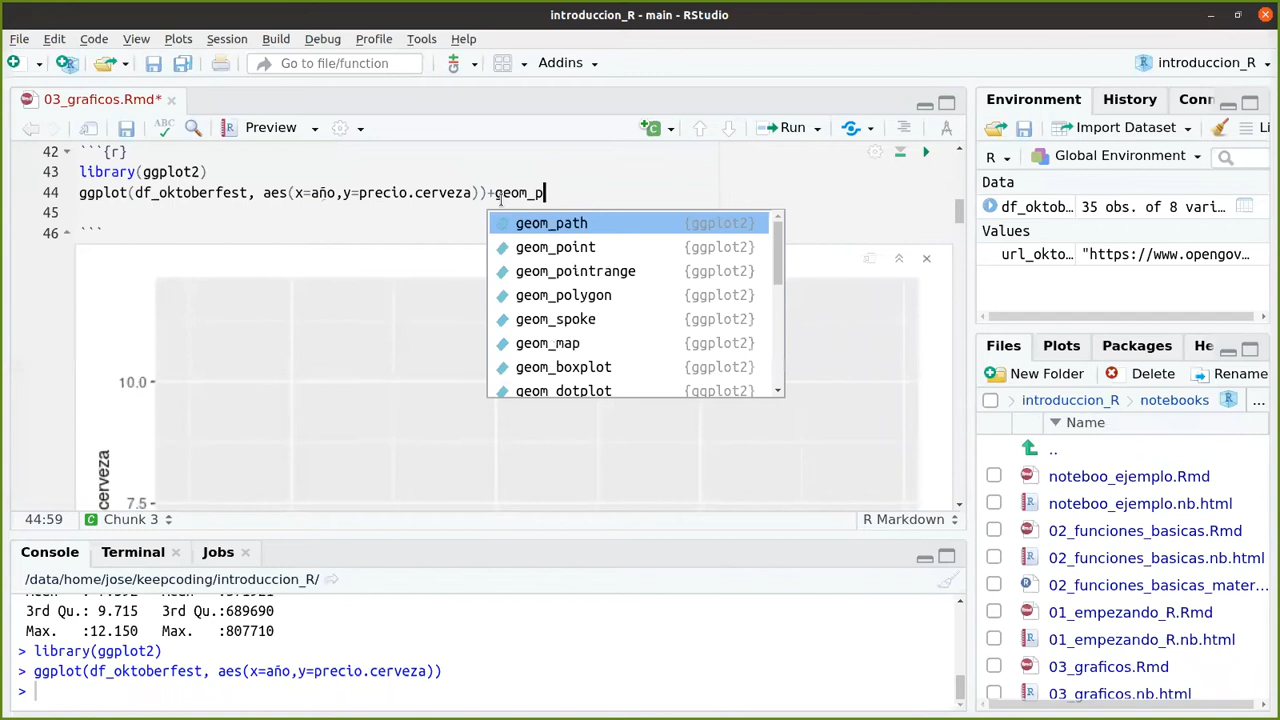 introduccion_R - main - RStudio
File Edit Code View Plots Session Build Debug Profile Tools Help
Go to file/function Addins introduccion_R
03_graficos.Rmd*
Preview Run
42 ```{r}
43 library(ggplot2)
44 ggplot(df_oktoberfest, aes(x=año,y=precio.cerveza))+geom_p
45
46 ```
geom_path {ggplot2}
geom_point {ggplot2}
geom_pointrange {ggplot2}
geom_polygon {ggplot2}
geom_spoke {ggplot2}
geom_map {ggplot2}
geom_boxplot {ggplot2}
geom_dotplot {ggplot2}
10.0
7.5
cerveza
44:59 C Chunk 3 R Markdown
Console Terminal Jobs
/data/home/jose/keepcoding/introduccion_R/
3rd Qu.: 9.715 3rd Qu.:689690
Max. :12.150 Max. :807710
> library(ggplot2)
> ggplot(df_oktoberfest, aes(x=año,y=precio.cerveza))
>
Environment History Conn
Import Dataset Li
R Global Environment
Data
df_oktob… 35 obs. of 8 vari…
Values
url_okto… "https://www.opengov…
Files Plots Packages He
New Folder Delete Rename
introduccion_R notebooks ...
Name
..
noteboo_ejemplo.Rmd
noteboo_ejemplo.nb.html
02_funciones_basicas.Rmd
02_funciones_basicas.nb.html
02_funciones_basicas_mater…
01_empezando_R.Rmd
01_empezando_R.nb.html
03_graficos.Rmd
03_graficos.nb.html